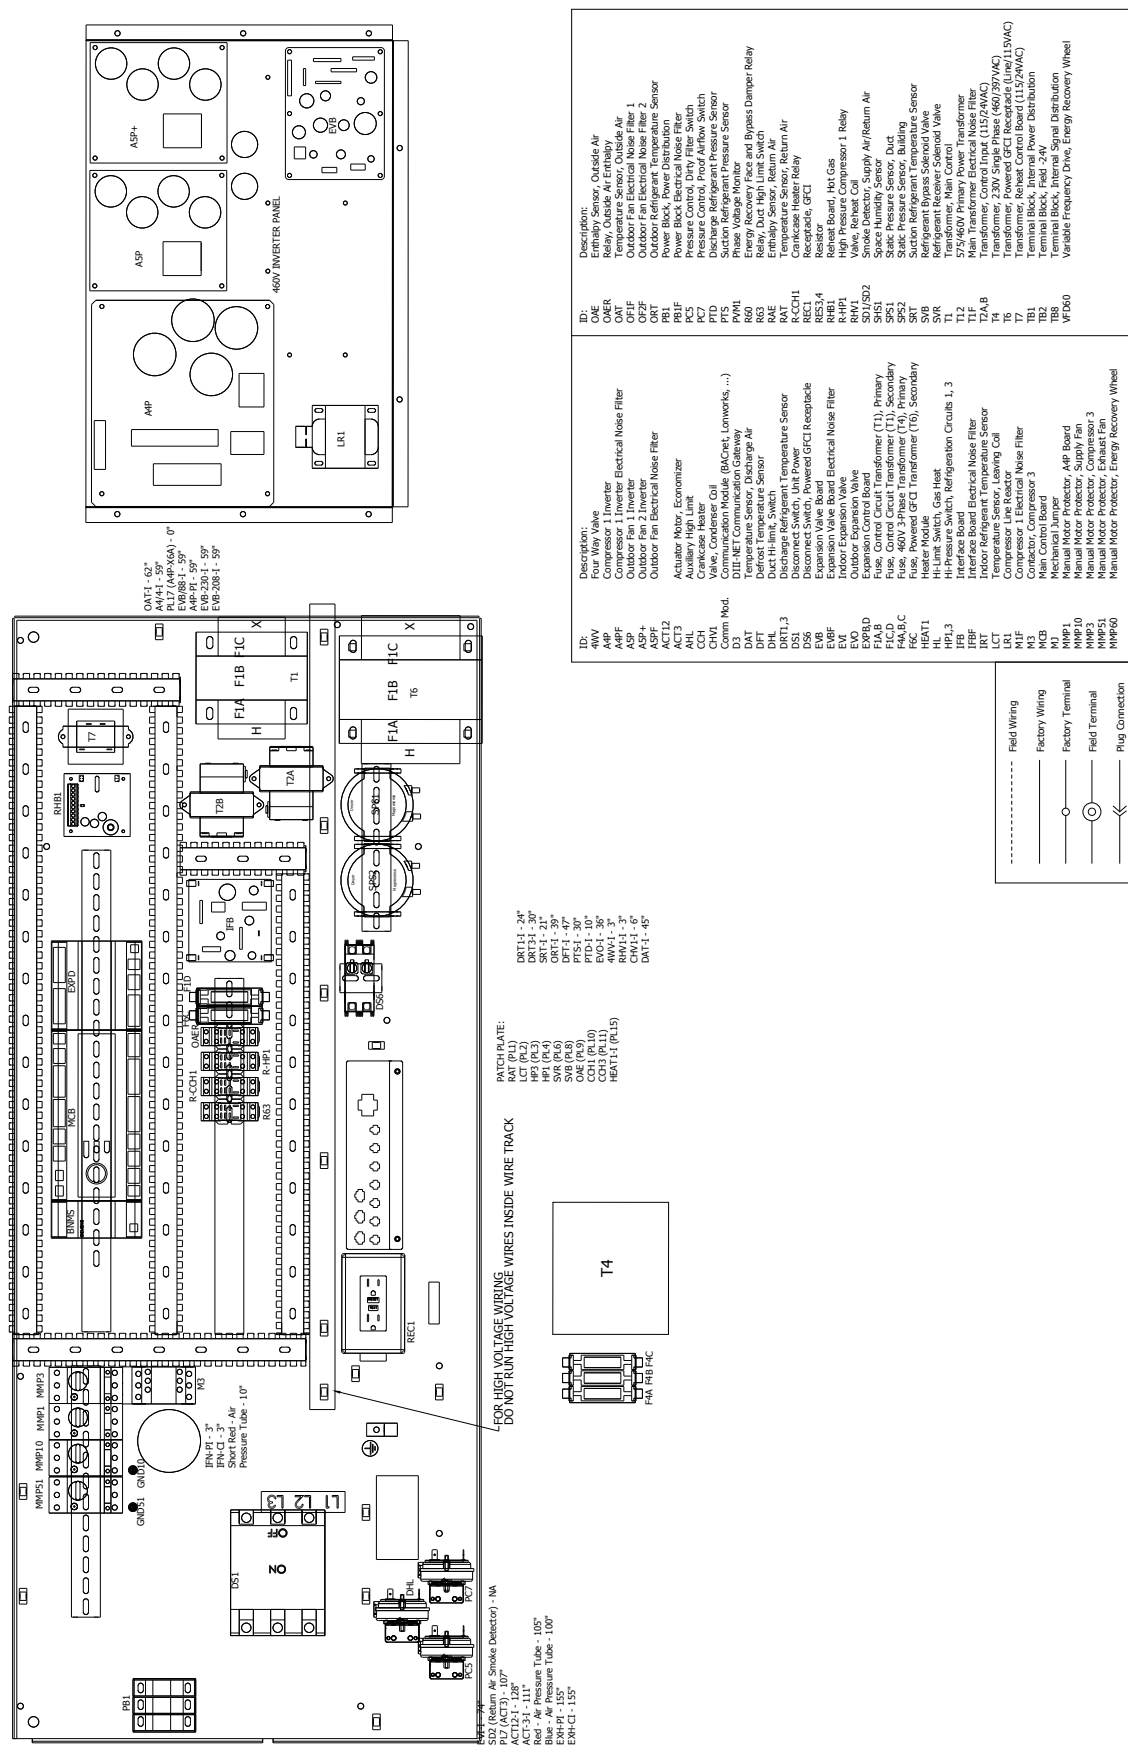 A5P+
A5P
A4P
EVB
LR1
460V INVERTER PANEL
OAT-I - 62"
A4/4-I - 59"
PL17 (A4P-X6A) - 0"
EVB/88-I - 59"
A4P-PI - 59"
EVB-230-I - 59"
EVB-208-I - 59"
T7
RHB1
H
F1A F1B F1C
X
T1
H
F1A F1B F1C
X
T6
T2B
T2A
SPS1
SPS2
IFB
EXPD
MCB
BNMS
F1D
OAER
R-HP1
R-CCH1
R63
DS6
REC1
MMP51 MMP10 MMP1 MMP3
M3
GND51
GND10
IFN-PI - 3"
IFN-CI - 3"
Short Red - Air
Pressure Tube - 10"
DS1
ON
OFF
L1 L2 L3
PB1
PC5
DHL
PC7
FOR HIGH VOLTAGE WIRING
DO NOT RUN HIGH VOLTAGE WIRES INSIDE WIRE TRACK
SD2 (Return Air Smoke Detector) - NA
PL7 (ACT3) - 107"
ACT12-I - 128"
ACT-3-I - 111"
Red - Air Pressure Tube - 105"
Blue - Air Pressure Tube - 100"
EXH-PI - 155"
EXH-CI - 155"
PATCH PLATE:
RAT (PL1)
LCT (PL2)
HP3 (PL3)
HP1 (PL4)
SVR (PL6)
SVB (PL8)
OAE (PL9)
CCH1 (PL10)
CCH3 (PL11)
HEAT1-I (PL15)
DRT1-I - 24"
DRT3-I - 30"
SRT-I - 21"
ORT-I - 39"
DFT-I - 47"
PTS-I - 30"
PTD-I - 10"
EVO-I - 36"
4WV-I - 3"
RHV1-I - 3"
CHV1-I - 6"
DAT-I - 45"
T4
F4A F4B F4C
ID: Description:
4WV Four Way Valve
A4P Compressor 1 Inverter
A4PF Compressor 1 Inverter Electrical Noise Filter
A5P Outdoor Fan 1 Inverter
A5P+ Outdoor Fan 2 Inverter
A5PF Outdoor Fan Electrical Noise Filter
ACT12
ACT3 Actuator Motor, Economizer
AHL Auxiliary High Limit
CCH Crankcase Heater
CHV1 Valve, Condenser Coil
Comm Mod. Communication Module (BACnet, Lonworks, ...)
D3 DIII-NET Communication Gateway
DAT Temperature Sensor, Discharge Air
DFT Defrost Temperature Sensor
DHL Duct Hi-limit, Switch
DRT1,3 Discharge Refrigerant Temperature Sensor
DS1 Disconnect Switch, Unit Power
DS6 Disconnect Switch, Powered GFCI Receptacle
EVB Expansion Valve Board
EVBF Expansion Valve Board Electrical Noise Filter
EVI Indoor Expansion Valve
EVO Outdoor Expansion Valve
EXPB,D Expansion Control Board
F1A,B Fuse, Control Circuit Transformer (T1), Primary
F1C,D Fuse, Control Circuit Transformer (T1), Secondary
F4A,B,C Fuse, 460V 3-Phase Transformer (T4), Primary
F6C Fuse, Powered GFCI Transformer (T6), Secondary
HEAT1 Heater Module
HL Hi-Limit Switch, Gas Heat
HP1,3 Hi-Pressure Switch, Refrigeration Circuits 1, 3
IFB Interface Board
IFBF Interface Board Electrical Noise Filter
IRT Indoor Refrigerant Temperature Sensor
LCT Temperature Sensor, Leaving Coil
LR1 Compressor Line Reactor
M1F Compressor 1 Electrical Noise Filter
M3 Contactor, Compressor 3
MCB Main Control Board
MJ Mechanical Jumper
MMP1 Manual Motor Protector, A4P Board
MMP10 Manual Motor Protector, Supply Fan
MMP3 Manual Motor Protector, Compressor 3
MMP51 Manual Motor Protector, Exhaust Fan
MMP60 Manual Motor Protector, Energy Recovery Wheel
ID: Description:
OAE Enthalpy Sensor, Outside Air
OAER Relay, Outside Air Enthalpy
OAT Temperature Sensor, Outside Air
OF1F Outdoor Fan Electrical Noise Filter 1
OF2F Outdoor Fan Electrical Noise Filter 2
ORT Outdoor Refrigerant Temperature Sensor
PB1 Power Block, Power Distribution
PB1F Power Block Electrical Noise Filter
PC5 Pressure Control, Dirty Filter Switch
PC7 Pressure Control, Proof Airflow Switch
PTD Discharge Refrigerant Pressure Sensor
PTS Suction Refrigerant Pressure Sensor
PVM1 Phase Voltage Monitor
R60 Energy Recovery Face and Bypass Damper Relay
R63 Relay, Duct High Limit Switch
RAE Enthalpy Sensor, Return Air
RAT Temperature Sensor, Return Air
R-CCH1 Crankcase Heater Relay
REC1 Receptacle, GFCI
RES3,4 Resistor
RHB1 Reheat Board, Hot Gas
R-HP1 High Pressure Compressor 1 Relay
RHV1 Valve, Reheat Coil
SD1/SD2 Smoke Detector, Supply Air/Return Air
SHS1 Space Humidity Sensor
SPS1 Static Pressure Sensor, Duct
SPS2 Static Pressure Sensor, Building
SRT Suction Refrigerant Temperature Sensor
SVB Refrigerant Bypass Solenoid Valve
SVR Refrigerant Receiver Solenoid Valve
T1 Transformer, Main Control
T12 575/460V Primary Power Transformer
T1F Main Transformer Electrical Noise Filter
T2A,B Transformer, Control Input (115/24VAC)
T4 Transformer, 230V Single Phase (460/397VAC)
T6 Transformer, Powered GFCI Receptacle (Line/115VAC)
T7 Transformer, Reheat Control Board (115/24VAC)
TB1 Terminal Block, Internal Power Distribution
TB2 Terminal Block, Field -24V
TB8 Terminal Block, Internal Signal Distribution
VFD60 Variable Frequency Drive, Energy Recovery Wheel
Field Wiring
Factory Wiring
Factory Terminal
Field Terminal
Plug Connection